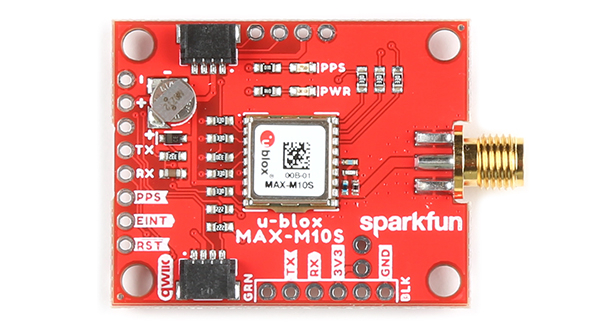 PPS
PWR
-
+
+
TX
RX
PPS
EINT
RST
u
blox
00B-01
MAX-M10S
u-blox
MAX-M10S
sparkfun
qwiic
GRN
TX
RX
3V3
GND
BLK